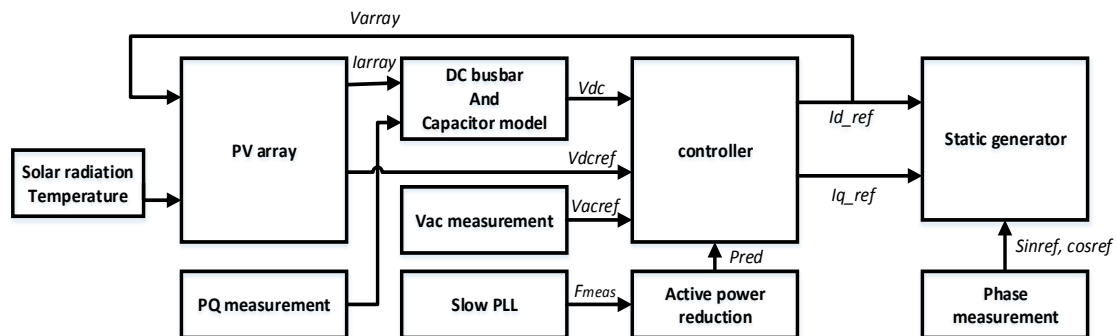 Varray
Iarray
DC busbar
And
Capacitor model
Vdc
Id_ref
PV array
controller
Static generator
Solar radiation
Temperature
Vdcref
Vac measurement
Vacref
Iq_ref
Pred
Sinref, cosref
PQ measurement
Slow PLL
Fmeas
Active power
reduction
Phase
measurement